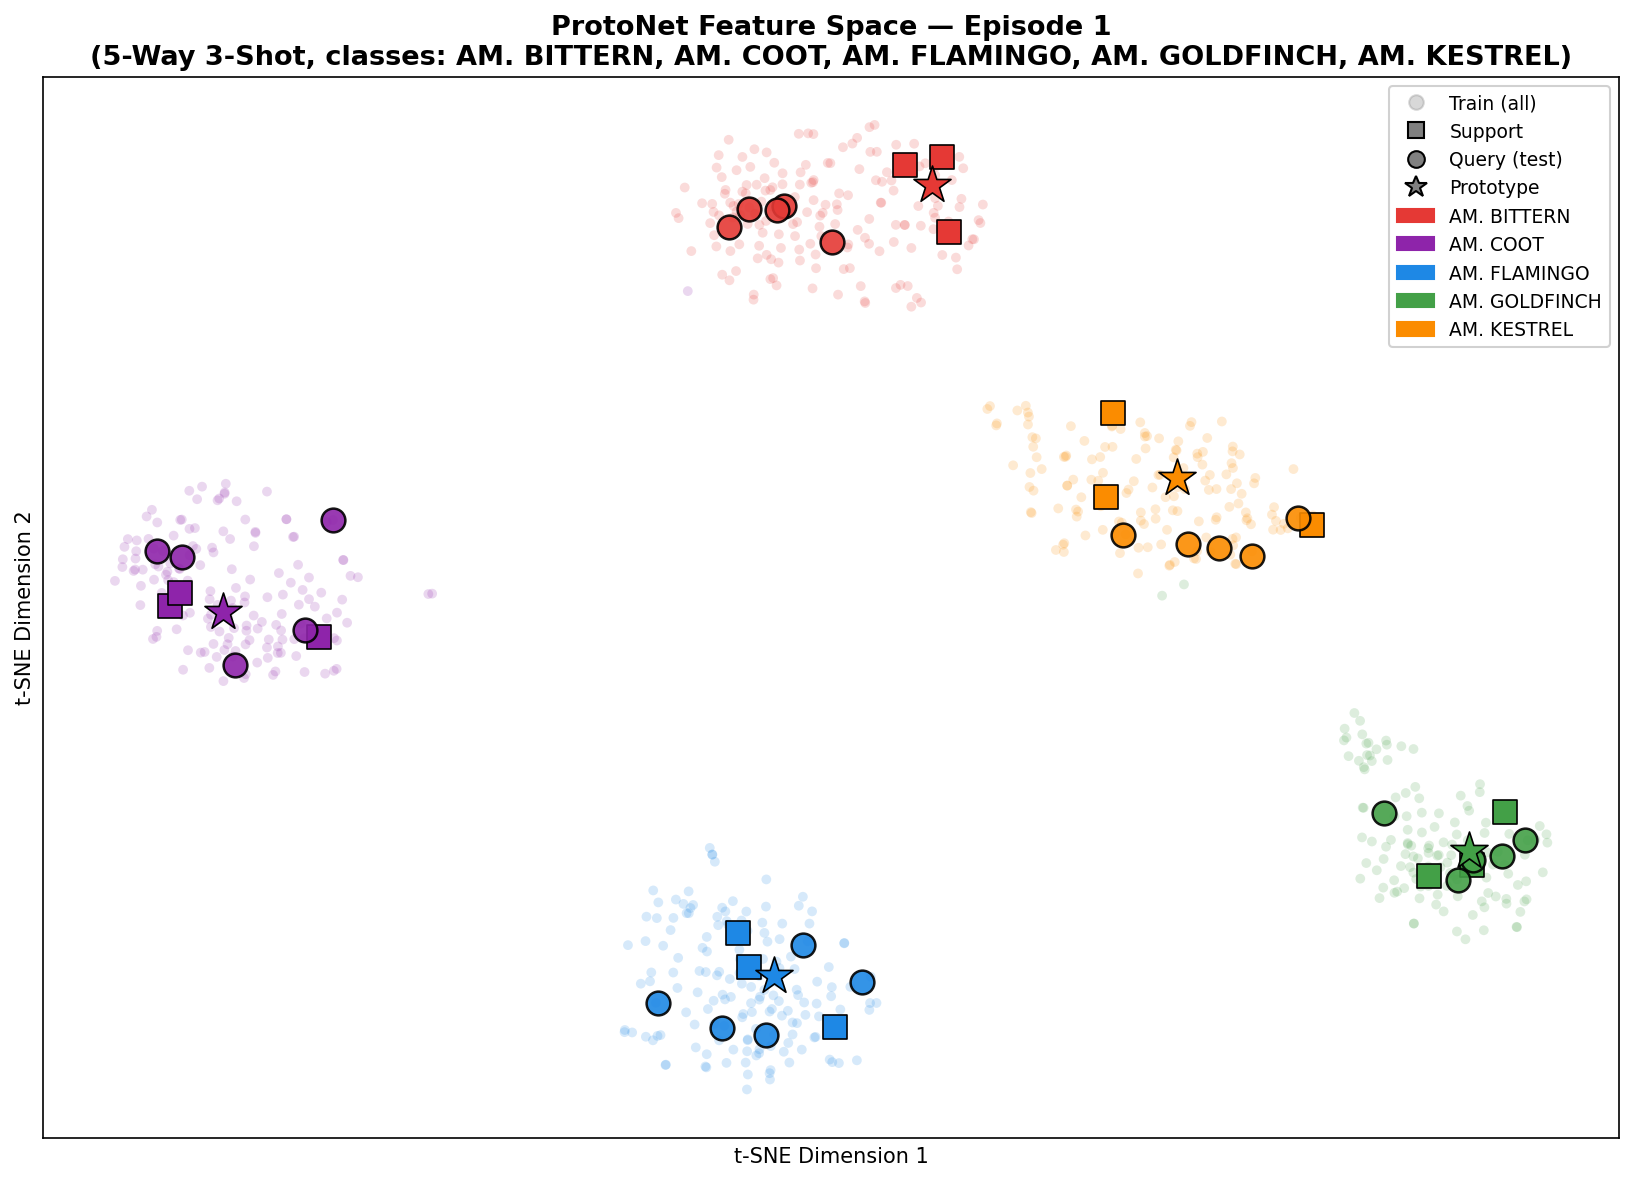 ProtoNet Feature Space — Episode 1
(5-Way 3-Shot, classes: AM. BITTERN, AM. COOT, AM. FLAMINGO, AM. GOLDFINCH, AM. KESTREL)
Train (all)
Support
Query (test)
Prototype
AM. BITTERN
AM. COOT
AM. FLAMINGO
AM. GOLDFINCH
AM. KESTREL
t-SNE Dimension 2
t-SNE Dimension 1